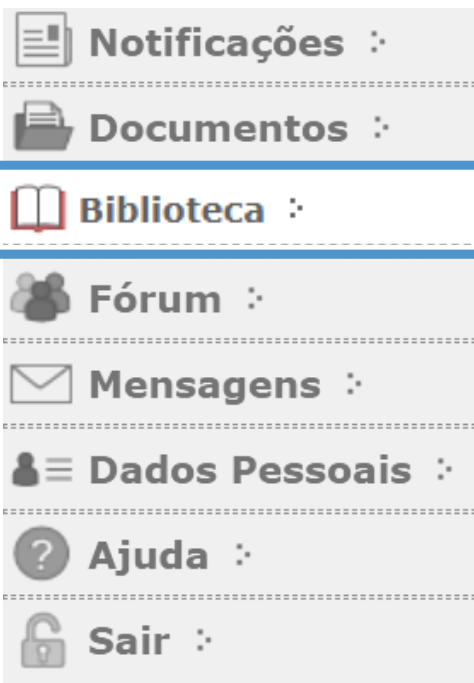 Notificações
Documentos
Biblioteca
Fórum
Mensagens
Dados Pessoais
Ajuda
Sair